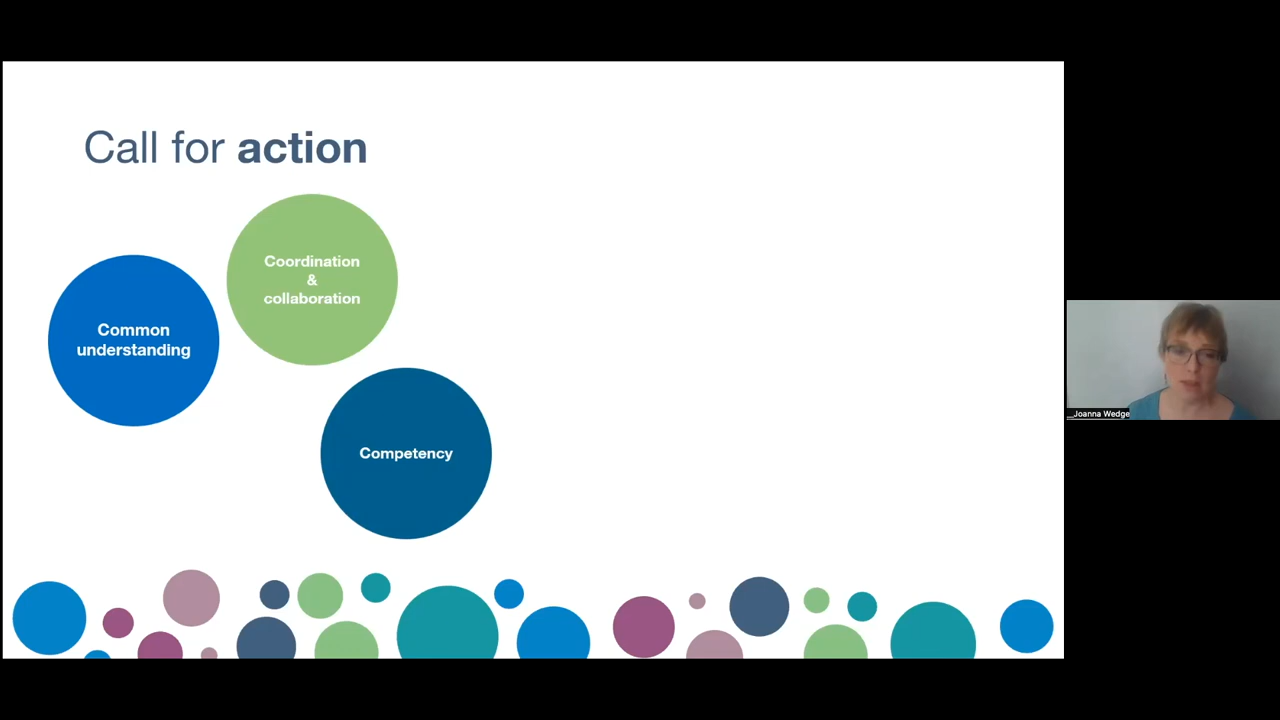 Call for action
Coordination
&
collaboration
Common
understanding
Competency
Joanna Wedge